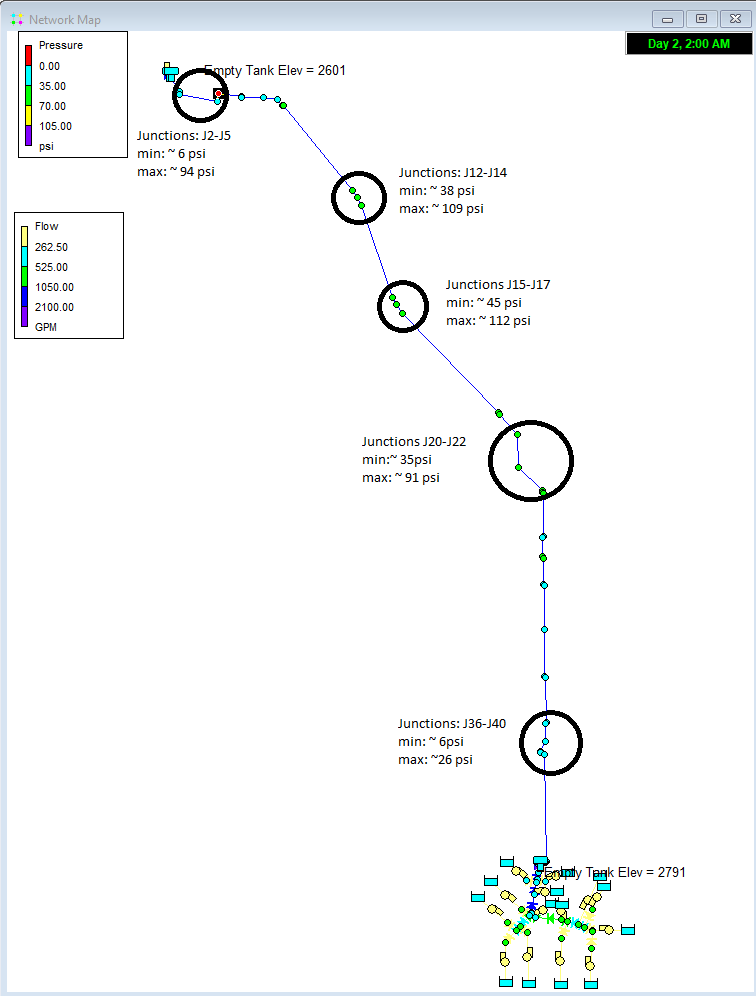 Network Map
Day 2, 2:00 AM
Pressure
0.00
35.00
70.00
105.00
psi
Empty Tank Elev = 2601
Junctions: J2-J5
min: ~ 6 psi
max: ~ 94 psi
Junctions: J12-J14
min: ~ 38 psi
max: ~ 109 psi
Flow
262.50
525.00
1050.00
2100.00
GPM
Junctions J15-J17
min: ~ 45 psi
max: ~ 112 psi
Junctions J20-J22
min:~ 35psi
max: ~ 91 psi
Junctions: J36-J40
min: ~ 6psi
max: ~26 psi
Empty Tank Elev = 2791